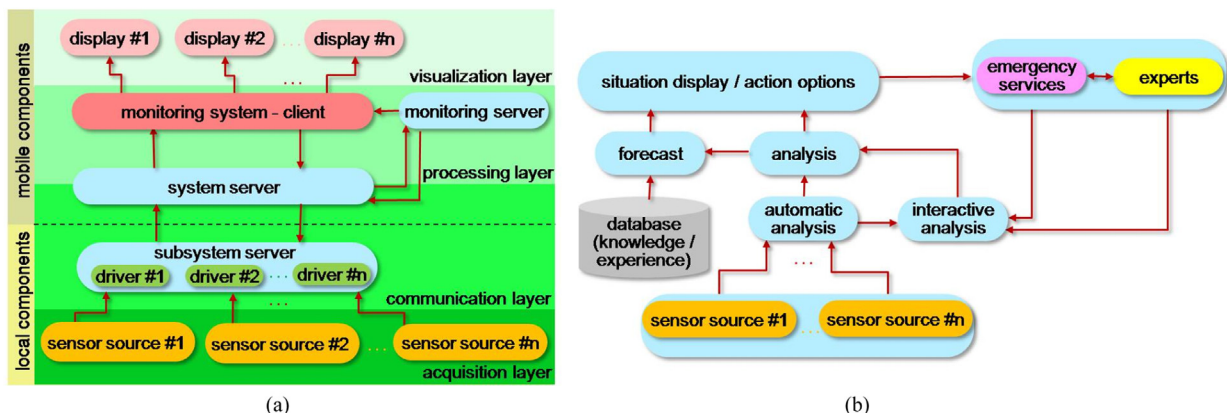 mobile components
local components
display #1
display #2
...
display #n
...
visualization layer
monitoring system - client
monitoring server
processing layer
system server
subsystem server
driver #1
driver #2
...
driver #n
...
communication layer
sensor source #1
sensor source #2
...
sensor source #n
acquisition layer
(a)
situation display / action options
emergency
services
experts
forecast
analysis
database
(knowledge /
experience)
automatic
analysis
interactive
analysis
...
sensor source #1
...
sensor source #n
(b)